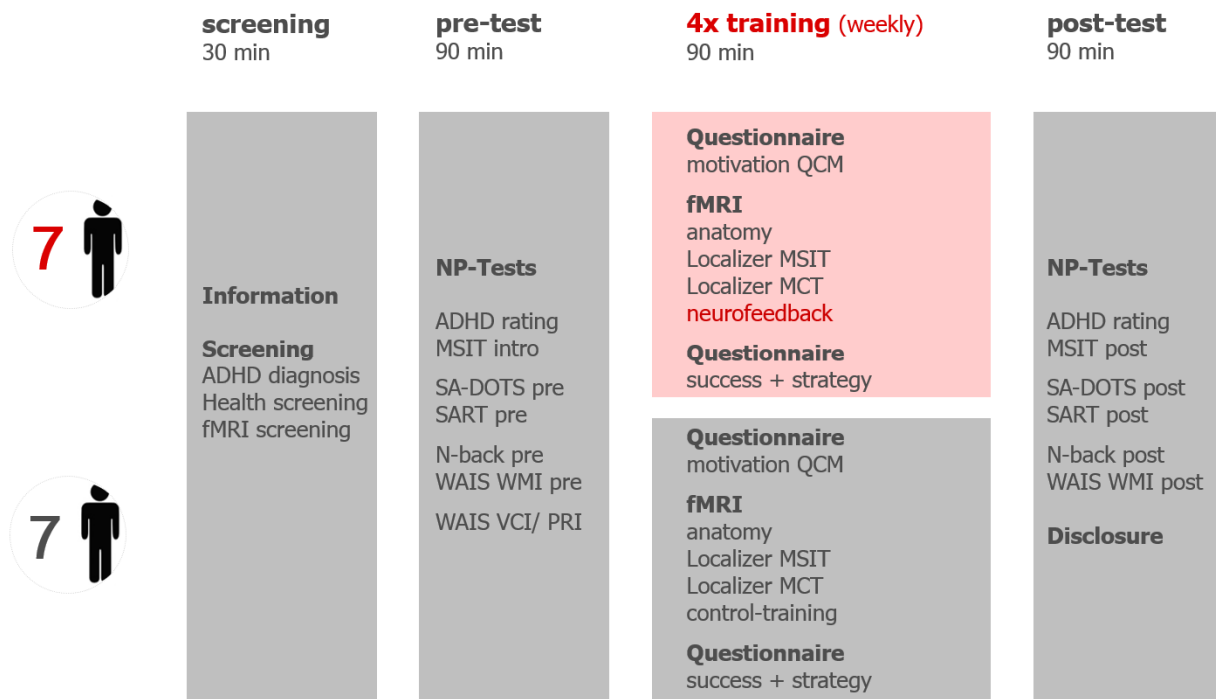 screening
30 min
pre-test
90 min
4x training (weekly)
90 min
post-test
90 min
7
7
Information
Screening
ADHD diagnosis
Health screening
fMRI screening
NP-Tests
ADHD rating
MSIT intro
SA-DOTS pre
SART pre
N-back pre
WAIS WMI pre
WAIS VCI/ PRI
Questionnaire
motivation QCM
fMRI
anatomy
Localizer MSIT
Localizer MCT
neurofeedback
Questionnaire
success + strategy
Questionnaire
motivation QCM
fMRI
anatomy
Localizer MSIT
Localizer MCT
control-training
Questionnaire
success + strategy
NP-Tests
ADHD rating
MSIT post
SA-DOTS post
SART post
N-back post
WAIS WMI post
Disclosure